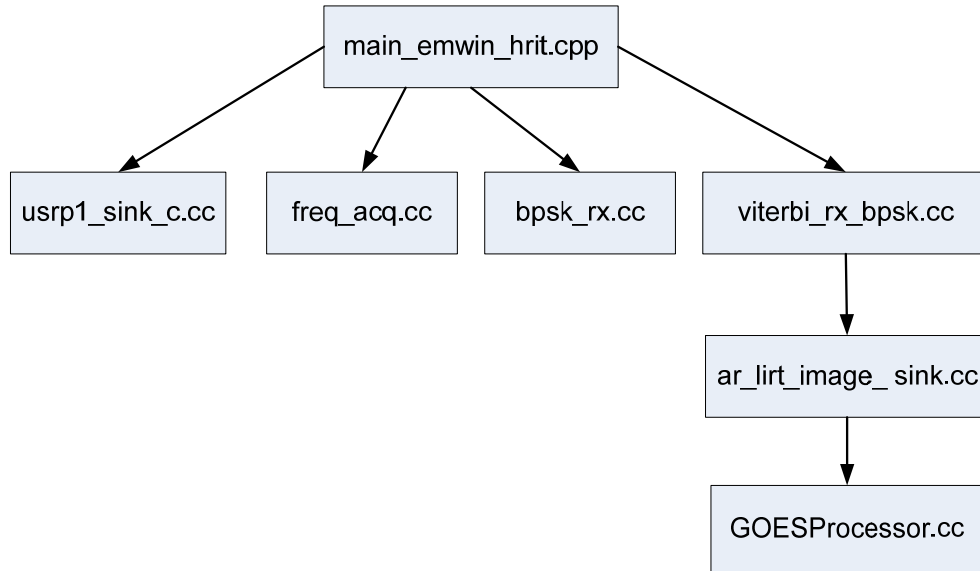 main_emwin_hrit.cpp
usrp1_sink_c.cc
freq_acq.cc
bpsk_rx.cc
viterbi_rx_bpsk.cc
ar_lirt_image_ sink.cc
GOESProcessor.cc